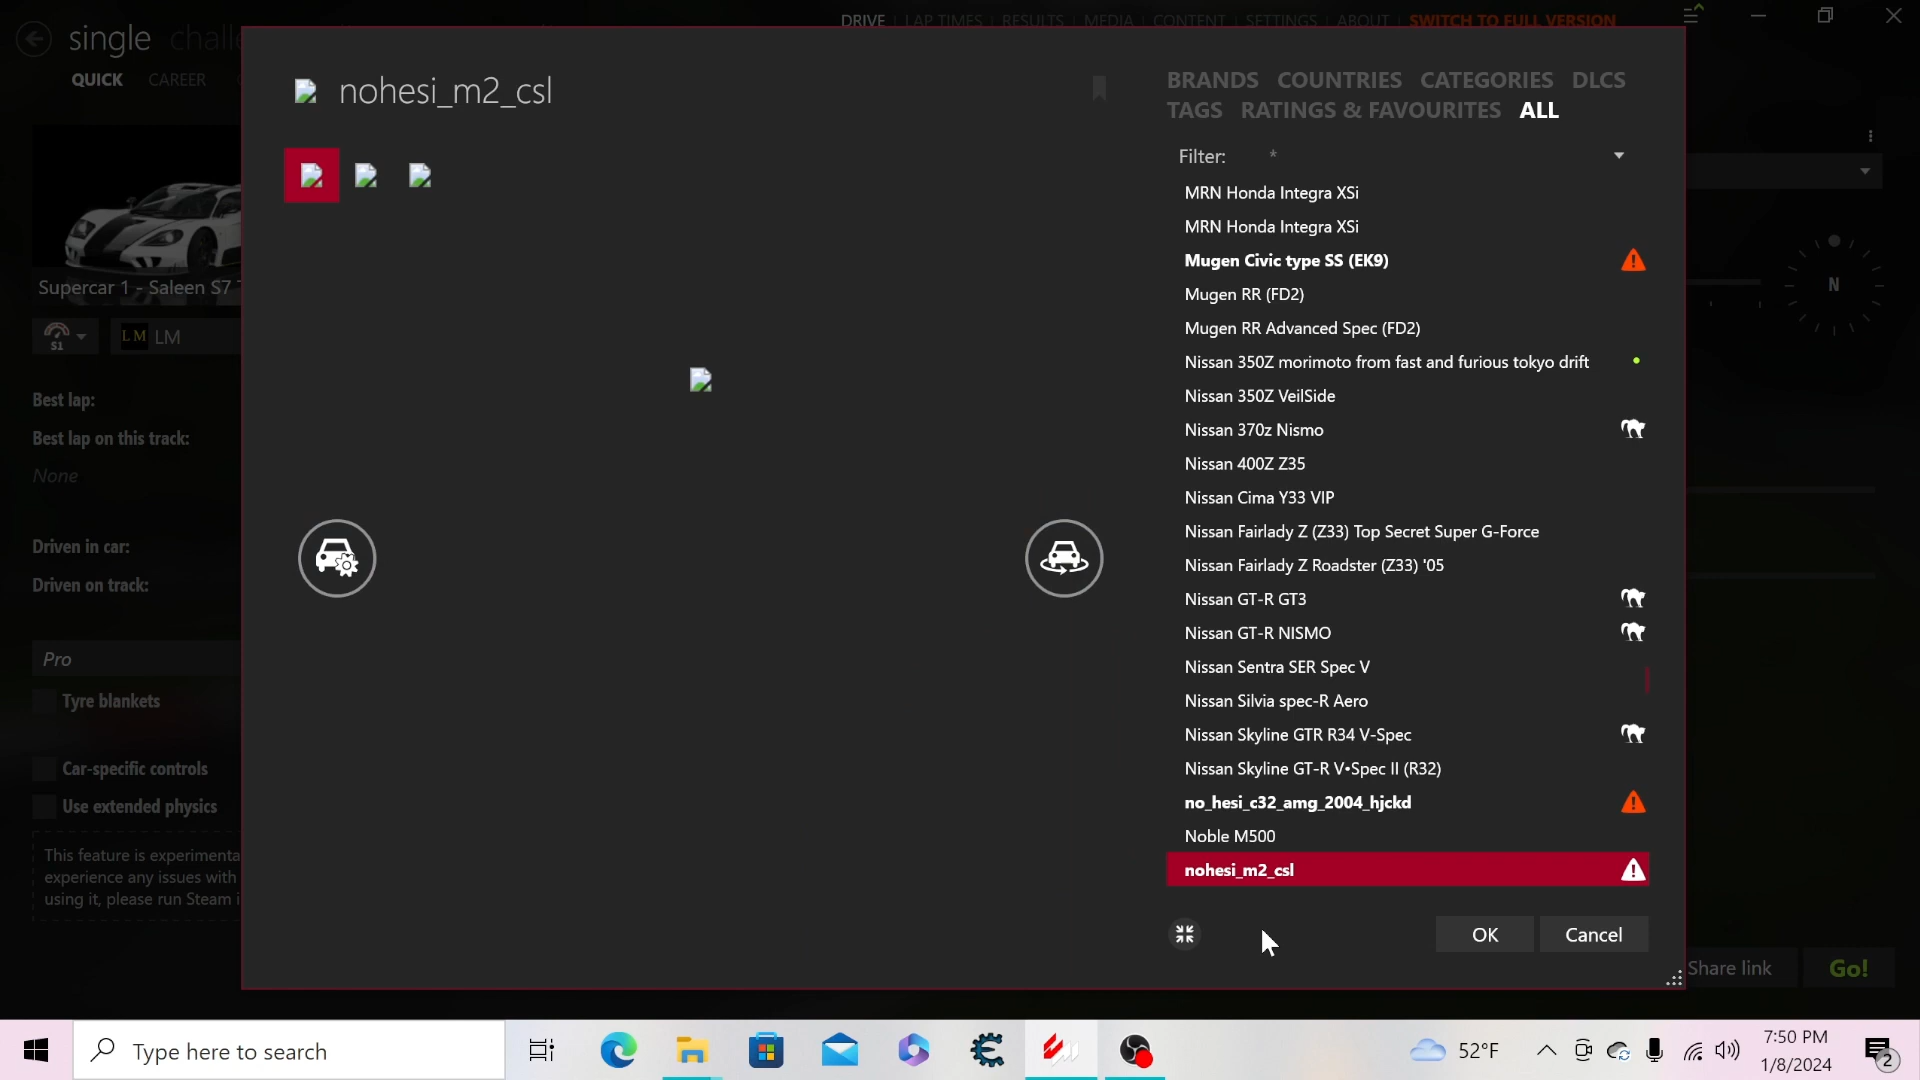 DRIVE | LAP TIMES | RESULTS | MEDIA | CONTENT | SETTINGS | ABOUT | SWITCH TO FULL VERSION
single
QUICK CAREER
Supercar 1 - Saleen S7
S1
LM LM
Best lap:
Best lap on this track:
None
Driven in car:
Driven on track:
Pro
Tyre blankets
Car-specific controls
Use extended physics
This feature is
experience any issues with
using it, please run Steam
nohesi_m2_csl
BRANDS COUNTRIES CATEGORIES DLCS
TAGS RATINGS & FAVOURITES ALL
Filter: *
MRN Honda Integra XSi
MRN Honda Integra XSi
Mugen Civic type SS (EK9)
Mugen RR (FD2)
Mugen RR Advanced Spec (FD2)
Nissan 350Z morimoto from fast and furious tokyo drift
Nissan 350Z VeilSide
Nissan 370z Nismo
Nissan 400Z Z35
Nissan Cima Y33 VIP
Nissan Fairlady Z (Z33) Top Secret Super G-Force
Nissan Fairlady Z Roadster (Z33) '05
Nissan GT-R GT3
Nissan GT-R NISMO
Nissan Sentra SER Spec V
Nissan Silvia spec-R Aero
Nissan Skyline GTR R34 V-Spec
Nissan Skyline GT-R V•Spec II (R32)
no_hesi_c32_amg_2004_hjckd
Noble M500
nohesi_m2_csl
OK Cancel
N
Share link Go!
Type here to search
52°F
7:50 PM
1/8/2024
2